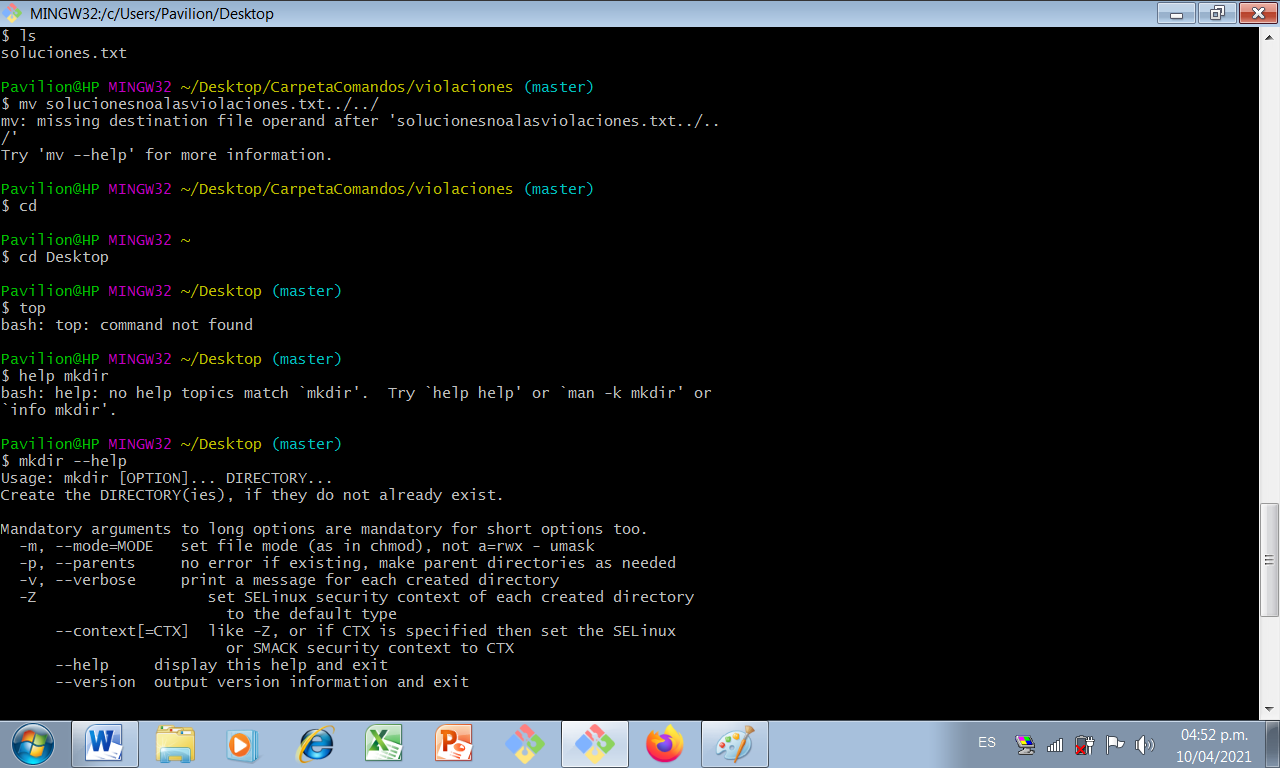 MINGW32:/c/Users/Pavilion/Desktop
$ ls
soluciones.txt
Pavilion@HP MINGW32 ~/Desktop/CarpetaComandos/violaciones (master)
$ mv solucionesnoalasviolaciones.txt../../
mv: missing destination file operand after 'solucionesnoalasviolaciones.txt../..
/'
Try 'mv --help' for more information.
Pavilion@HP MINGW32 ~/Desktop/CarpetaComandos/violaciones (master)
$ cd
Pavilion@HP MINGW32 ~
$ cd Desktop
Pavilion@HP MINGW32 ~/Desktop (master)
$ top
bash: top: command not found
Pavilion@HP MINGW32 ~/Desktop (master)
$ help mkdir
bash: help: no help topics match `mkdir'.  Try `help help' or `man -k mkdir' or
`info mkdir'.
Pavilion@HP MINGW32 ~/Desktop (master)
$ mkdir --help
Usage: mkdir [OPTION]... DIRECTORY...
Create the DIRECTORY(ies), if they do not already exist.
Mandatory arguments to long options are mandatory for short options too.
  -m, --mode=MODE   set file mode (as in chmod), not a=rwx - umask
  -p, --parents     no error if existing, make parent directories as needed
  -v, --verbose     print a message for each created directory
  -Z                   set SELinux security context of each created directory
                         to the default type
      --context[=CTX]  like -Z, or if CTX is specified then set the SELinux
                         or SMACK security context to CTX
      --help     display this help and exit
      --version  output version information and exit
ES
04:52 p.m.
10/04/2021